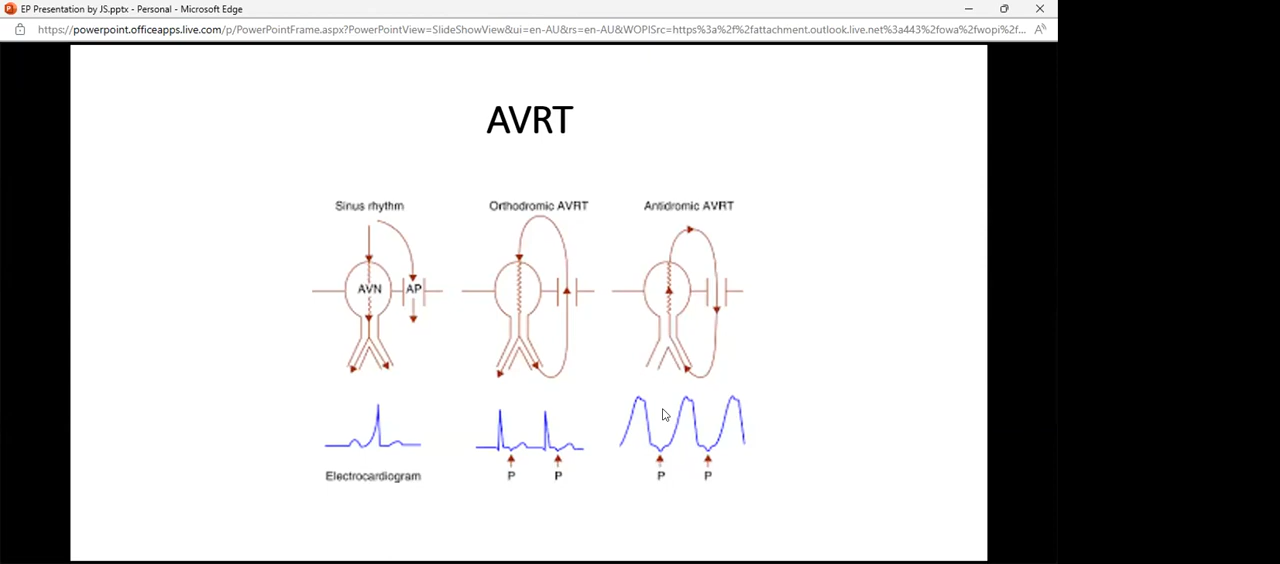 EP Presentation by JS.pptx - Personal - Microsoft Edge
https://powerpoint.officeapps.live.com/p/PowerPointFrame.aspx?PowerPointView=SlideShowView&ui=en-AU&rs=en-AU&WOPISrc=https%3a%2f%2fattachment.outlook.live.net%3a443%2fowa%2fwopi%2f...
AVRT
Sinus rhythm
Orthodromic AVRT
Antidromic AVRT
AVN
AP
P
P
P
P
Electrocardiogram